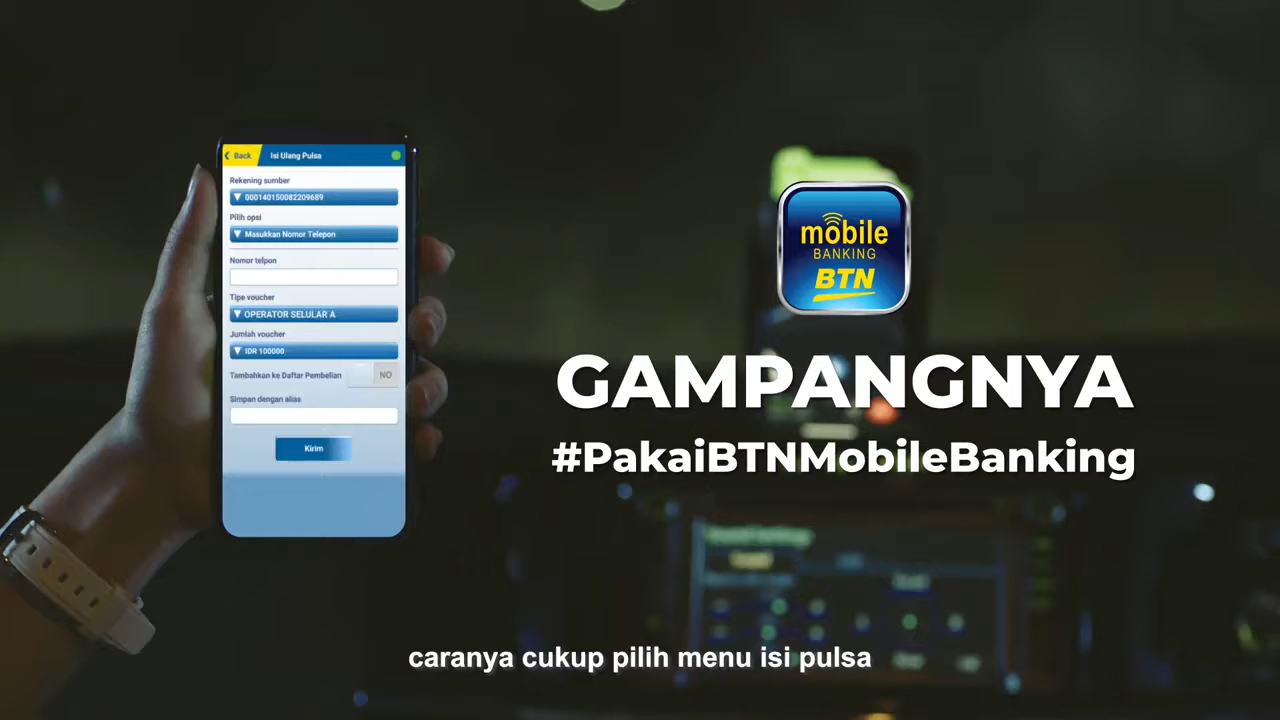 Back
Isi Ulang Pulsa
Rekening sumber
000140150082209689
Pilih opsi
Masukkan Nomor Telepon
Nomor telpon
Tipe voucher
OPERATOR SELULAR A
Jumlah voucher
IDR 100000
Tambahkan ke Daftar Pembelian
NO
Simpan dengan alias
Kirim
mobile
BANKING
BTN
GAMPANGNYA
#PakaiBTNMobileBanking
caranya cukup pilih menu isi pulsa